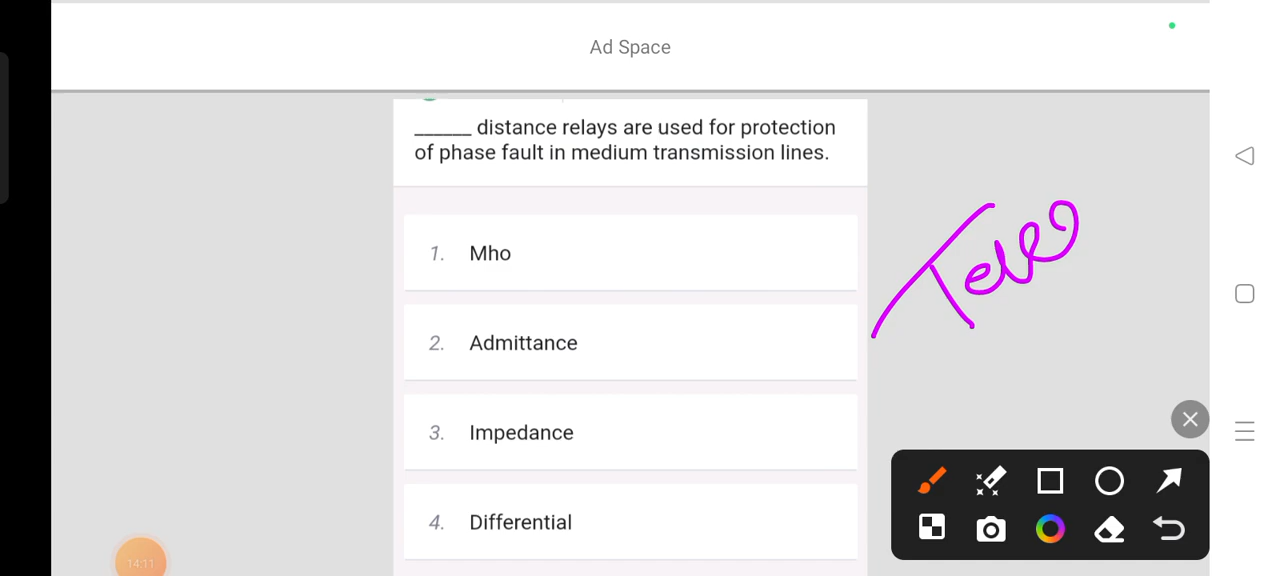 Ad Space
______ distance relays are used for protection
of phase fault in medium transmission lines.
1. Mho
2. Admittance
3. Impedance
4. Differential
14:11